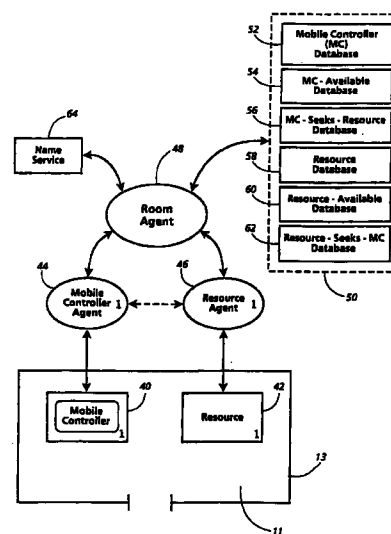 52
Mobile Controller
(MC)
Database
54
MC - Available
Database
56
MC - Seeks - Resource
Database
58
Resource
Database
60
Resource - Available
Database
62
Resource - Seeks - MC
Database
50
64
Name
Service
48
Room
Agent
44
Mobile
Controller
Agent 1
46
Resource
Agent 1
40
Mobile
Controller
1
42
Resource
1
13
11